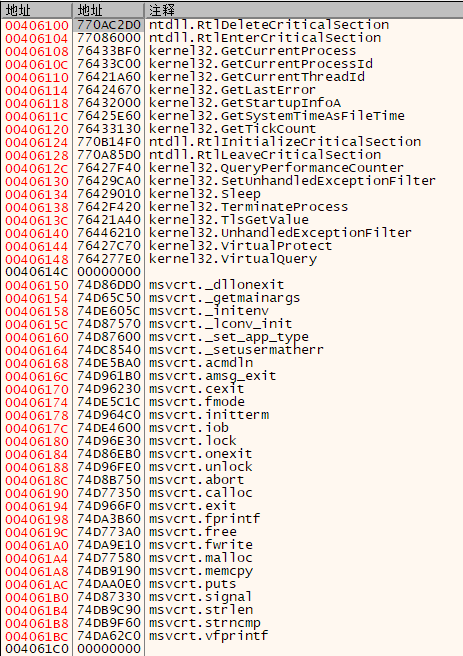 地址 地址 注释
00406100 770AC2D0 ntdll.RtlDeleteCriticalSection
00406104 77086000 ntdll.RtlEnterCriticalSection
00406108 76433BF0 kernel32.GetCurrentProcess
0040610C 76433C00 kernel32.GetCurrentProcessId
00406110 76421A60 kernel32.GetCurrentThreadId
00406114 76424670 kernel32.GetLastError
00406118 76432000 kernel32.GetStartupInfoA
0040611C 76425E60 kernel32.GetSystemTimeAsFileTime
00406120 76433130 kernel32.GetTickCount
00406124 770B14F0 ntdll.RtlInitializeCriticalSection
00406128 770A85D0 ntdll.RtlLeaveCriticalSection
0040612C 76427F40 kernel32.QueryPerformanceCounter
00406130 76429CA0 kernel32.SetUnhandledExceptionFilter
00406134 76429010 kernel32.Sleep
00406138 7642F420 kernel32.TerminateProcess
0040613C 76421A40 kernel32.TlsGetValue
00406140 76446210 kernel32.UnhandledExceptionFilter
00406144 76427C70 kernel32.VirtualProtect
00406148 764277E0 kernel32.VirtualQuery
0040614C 00000000
00406150 74D86DD0 msvcrt._dllonexit
00406154 74D65C50 msvcrt._getmainargs
00406158 74DE605C msvcrt._initenv
0040615C 74D87570 msvcrt._lconv_init
00406160 74D87600 msvcrt._set_app_type
00406164 74DC8540 msvcrt._setusermatherr
00406168 74DE5BA0 msvcrt.acmdln
0040616C 74D961B0 msvcrt.amsg_exit
00406170 74D96230 msvcrt.cexit
00406174 74DE5C1C msvcrt.fmode
00406178 74D964C0 msvcrt.initterm
0040617C 74DE4600 msvcrt.iob
00406180 74D96E30 msvcrt.lock
00406184 74D86EB0 msvcrt.onexit
00406188 74D96FE0 msvcrt.unlock
0040618C 74D8B750 msvcrt.abort
00406190 74D77350 msvcrt.calloc
00406194 74D966F0 msvcrt.exit
00406198 74DA3B60 msvcrt.fprintf
0040619C 74D773A0 msvcrt.free
004061A0 74DA9E10 msvcrt.fwrite
004061A4 74D77580 msvcrt.malloc
004061A8 74DB9190 msvcrt.memcpy
004061AC 74DAA0E0 msvcrt.puts
004061B0 74D87330 msvcrt.signal
004061B4 74DB9C90 msvcrt.strlen
004061B8 74DB9F60 msvcrt.strncmp
004061BC 74DA62C0 msvcrt.vfprintf
004061C0 00000000